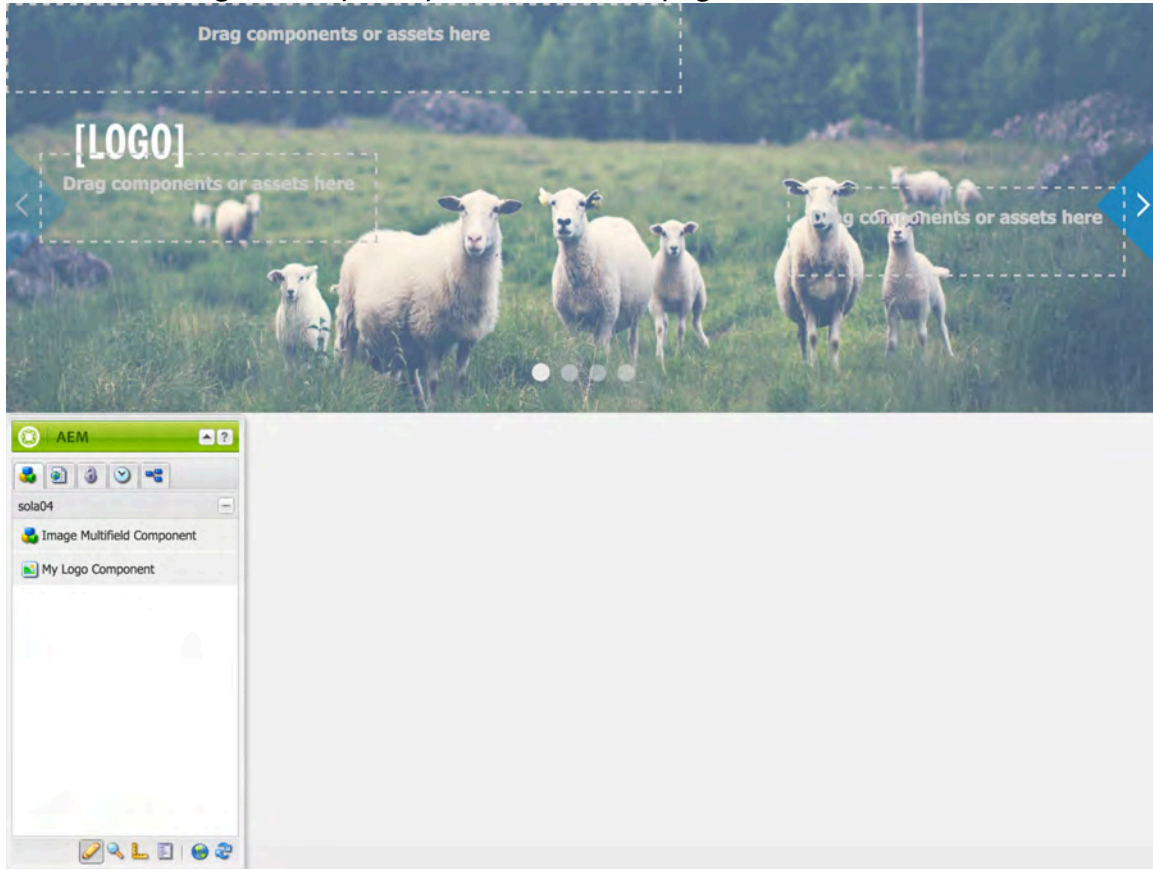 Drag components or assets here
[LOGO]
Drag components or assets here
Drag components or assets here
AEM
?
sola04
Image Multifield Component
My Logo Component